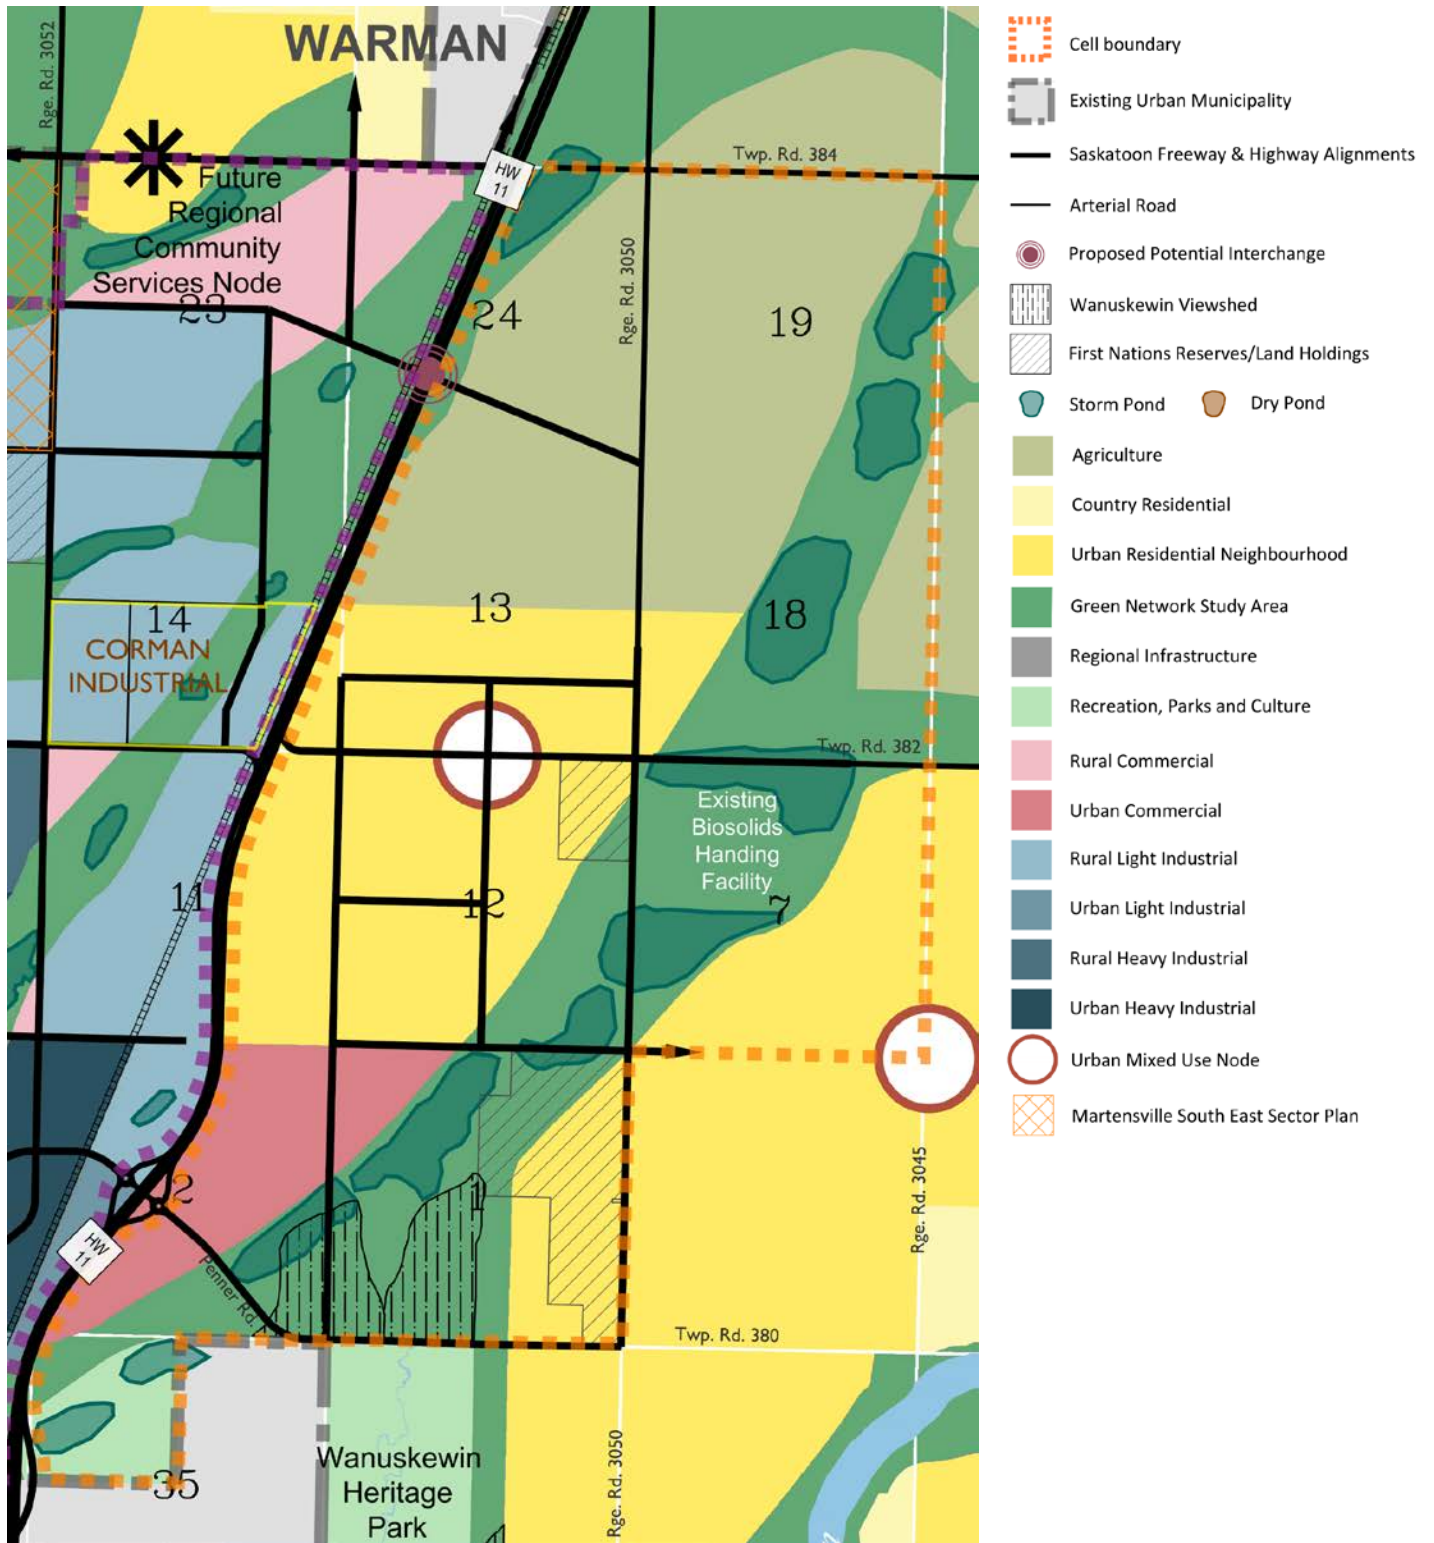 WARMAN
Rge. Rd. 3052
HW
11
Twp. Rd. 384
Future
Regional
Community
Services Node
23
24
Rge. Rd. 3050
19
14
CORMAN
INDUSTRIAL
13
18
Twp. Rd. 382
Existing
Biosolids
Handing
Facility
11
12
7
2
1
HW
11
Penner Rd.
Twp. Rd. 380
Rge. Rd. 3045
Rge. Rd. 3050
35
Wanuskewin
Heritage
Park
Cell boundary
Existing Urban Municipality
Saskatoon Freeway & Highway Alignments
Arterial Road
Proposed Potential Interchange
Wanuskewin Viewshed
First Nations Reserves/Land Holdings
Storm Pond Dry Pond
Agriculture
Country Residential
Urban Residential Neighbourhood
Green Network Study Area
Regional Infrastructure
Recreation, Parks and Culture
Rural Commercial
Urban Commercial
Rural Light Industrial
Urban Light Industrial
Rural Heavy Industrial
Urban Heavy Industrial
Urban Mixed Use Node
Martensville South East Sector Plan